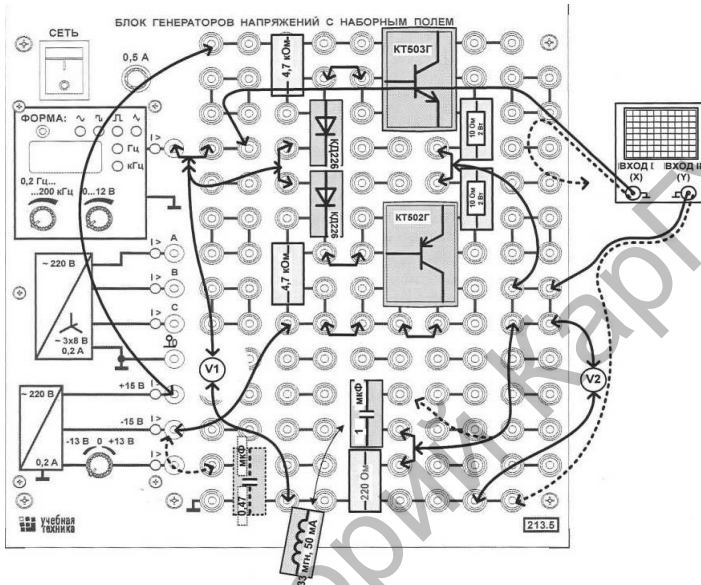 БЛОК ГЕНЕРАТОРОВ НАПРЯЖЕНИЙ С НАБОРНЫМ ПОЛЕМ
СЕТЬ
0,5 А
4,7 кОм
КТ503Г
ФОРМА:
I >
Гц
кГц
КД226
10 Ом
2 Вт
ВХОД I
(X)
ВХОД II
(Y)
0,2 Гц...
...200 кГц
0...12 В
КД226
10 Ом
2 Вт
КТ502Г
I >
A
~ 220 В
4,7 кОм
I >
B
I >
C
~ 3x8 В
0,2 А
V1
V2
~ 220 В
+15 В
I >
-15 В
I >
1 мкФ
-13 В 0 +13 В
I >
0,2 А
0,47 мкФ
220 Ом
33 мГн, 50 мА
учебная
техника
213.5